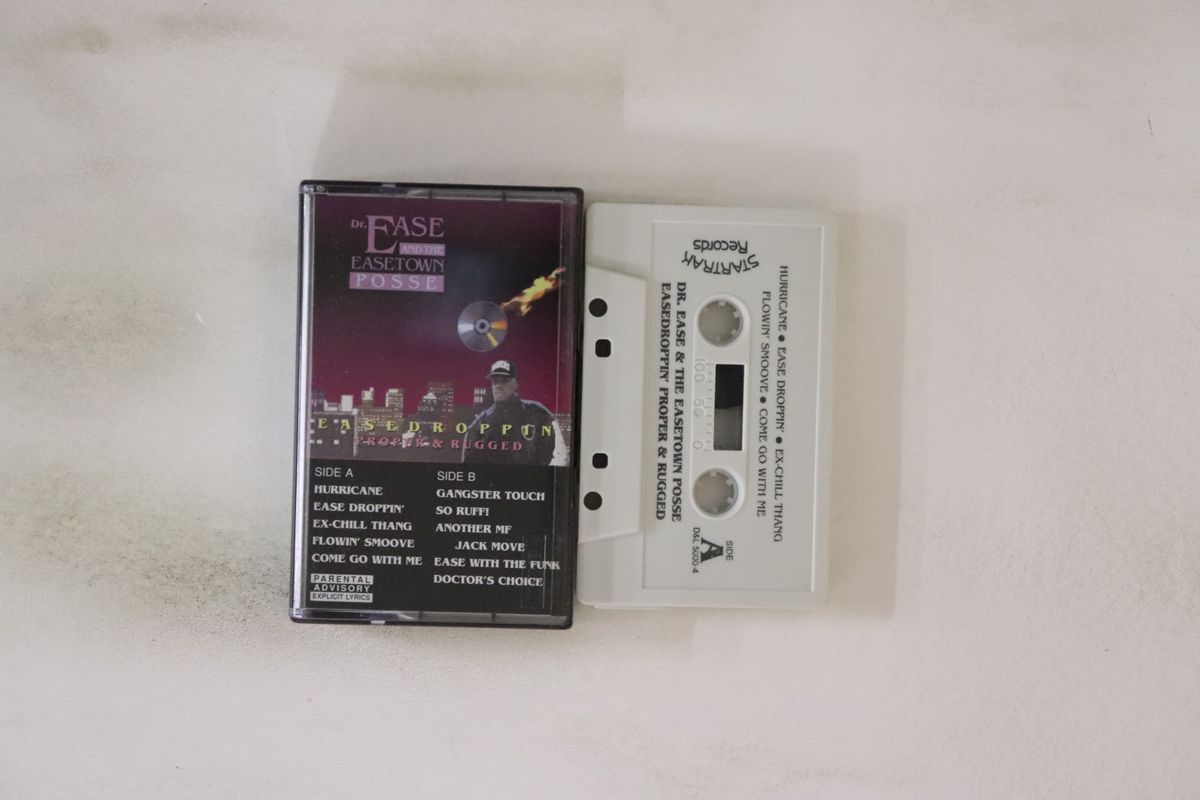 Dr. EASE
AND THE
EASETOWN
POSSE
EASEDROPPIN
PROPER & RUGGED
SIDE A
HURRICANE
EASE DROPPIN'
EX-CHILL THANG
FLOWIN' SMOOVE
COME GO WITH ME
SIDE B
GANGSTER TOUCH
SO RUFF!
ANOTHER MF
JACK MOVE
EASE WITH THE FUNK
DOCTOR'S CHOICE
PARENTAL
ADVISORY
EXPLICIT LYRICS
STARTRAK
Records
HURRICANE ● EASE DROPPIN' ● EX-CHILL THANG
FLOWIN' SMOOVE ● COME GO WITH ME
100 50 0
DR. EASE & THE EASETOWN POSSE
EASEDROPPIN' PROPER & RUGGED
SIDE
A
D&L 5000-4